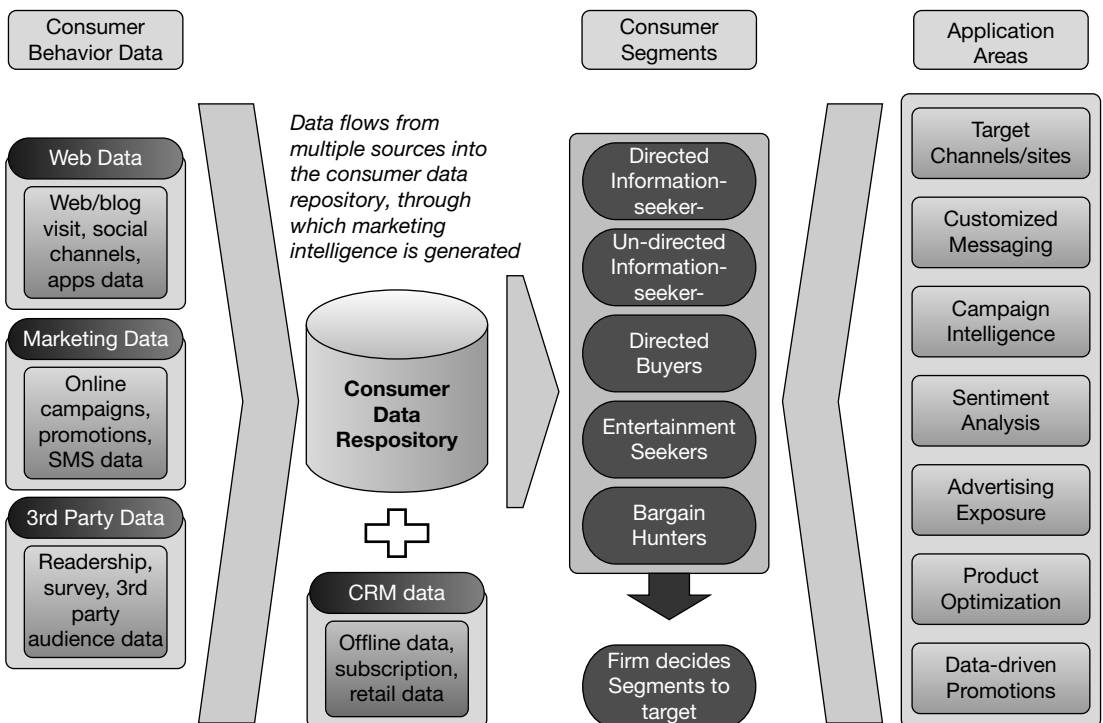 Consumer
Behavior Data
Consumer
Segments
Application
Areas
Web Data
Web/blog
visit, social
channels,
apps data
Marketing Data
Online
campaigns,
promotions,
SMS data
3rd Party Data
Readership,
survey, 3rd
party
audience data
Data flows from
multiple sources into
the consumer data
repository, through
which marketing
intelligence is generated
Consumer
Data
Respository
CRM data
Offline data,
subscription,
retail data
Directed
Information-
seeker-
Un-directed
Information-
seeker-
Directed
Buyers
Entertainment
Seekers
Bargain
Hunters
Firm decides
Segments to
target
Target
Channels/sites
Customized
Messaging
Campaign
Intelligence
Sentiment
Analysis
Advertising
Exposure
Product
Optimization
Data-driven
Promotions